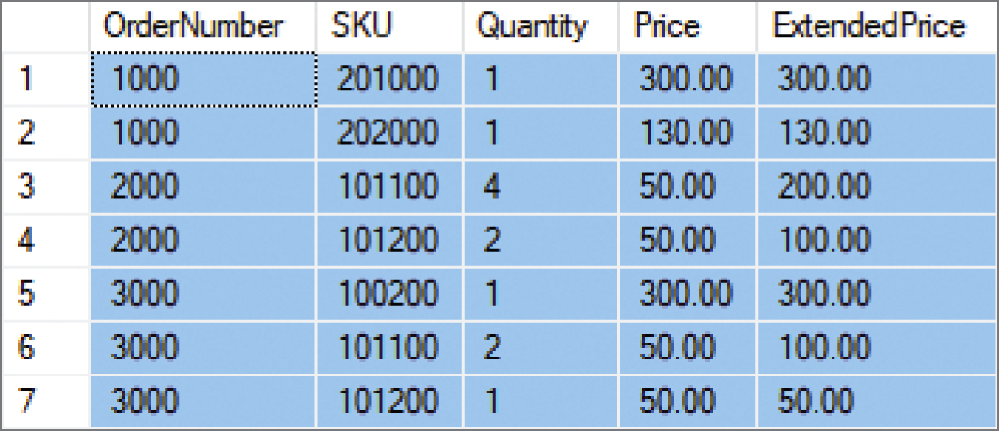 OrderNumber SKU Quantity Price ExtendedPrice
1 1000 201000 1 300.00 300.00
2 1000 202000 1 130.00 130.00
3 2000 101100 4 50.00 200.00
4 2000 101200 2 50.00 100.00
5 3000 100200 1 300.00 300.00
6 3000 101100 2 50.00 100.00
7 3000 101200 1 50.00 50.00